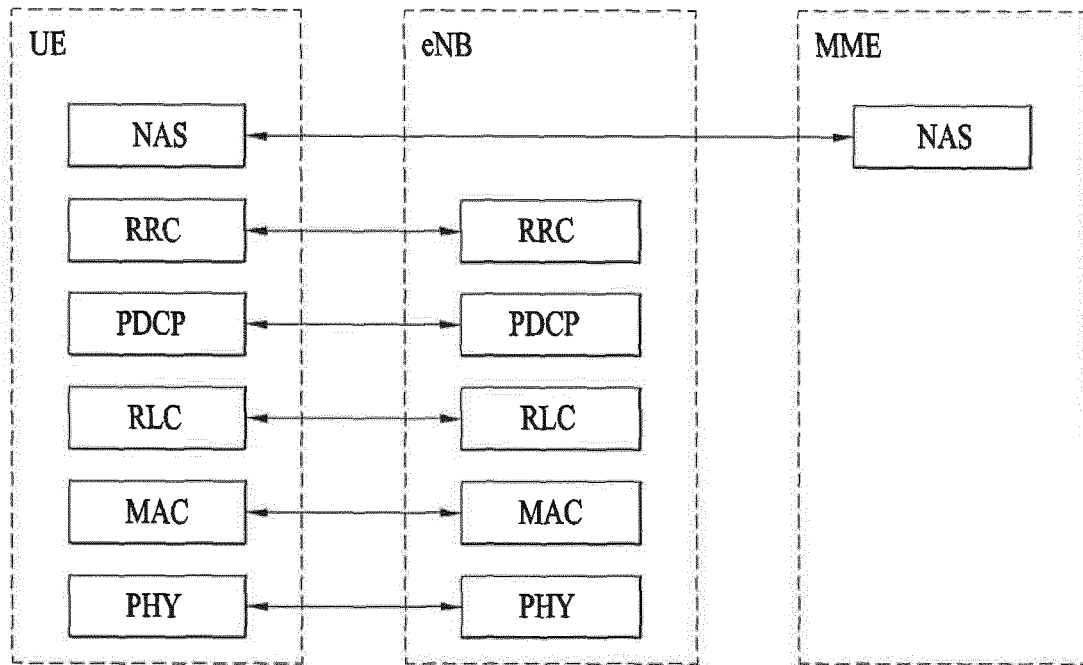 UE eNB MME
NAS NAS
RRC RRC
PDCP PDCP
RLC RLC
MAC MAC
PHY PHY